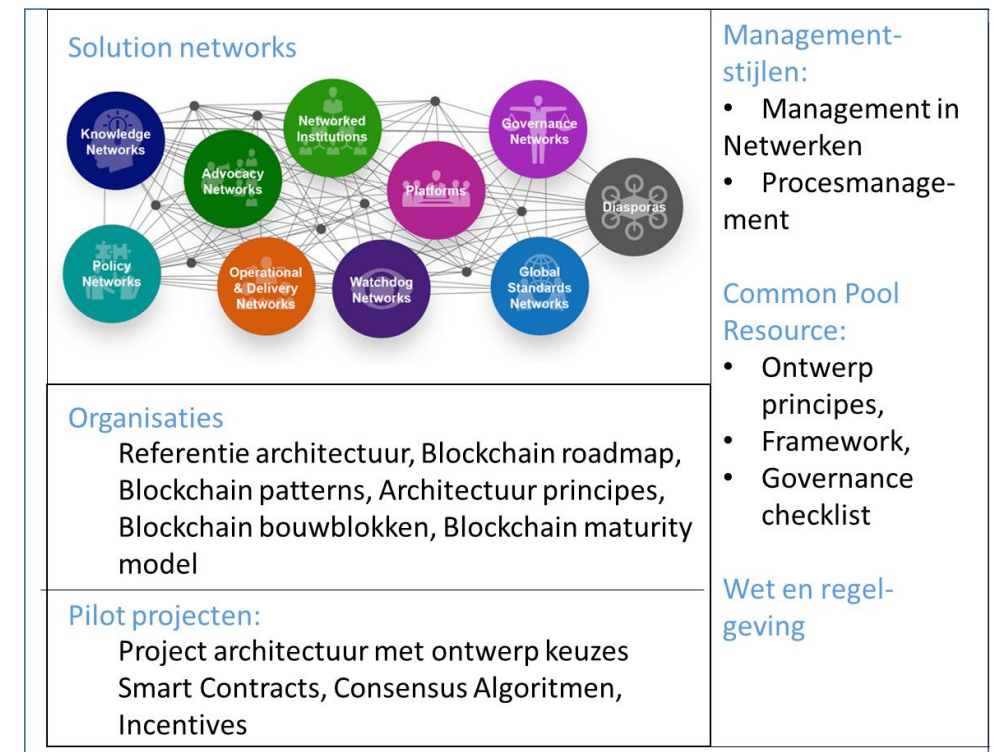 Solution networks
Knowledge
Networks
Advocacy
Networks
Networked
Institutions
Platforms
Governance
Networks
Diasporas
Policy
Networks
Operational
& Delivery
Networks
Watchdog
Networks
Global
Standards
Networks
Organisaties
Referentie architectuur, Blockchain roadmap,
Blockchain patterns, Architectuur principes,
Blockchain bouwblokken, Blockchain maturity
model
Pilot projecten:
Project architectuur met ontwerp keuzes
Smart Contracts, Consensus Algoritmen,
Incentives
Management-
stijlen:
• Management in
Netwerken
• Procesmanage-
ment
Common Pool
Resource:
• Ontwerp
principes,
• Framework,
• Governance
checklist
Wet en regel-
geving